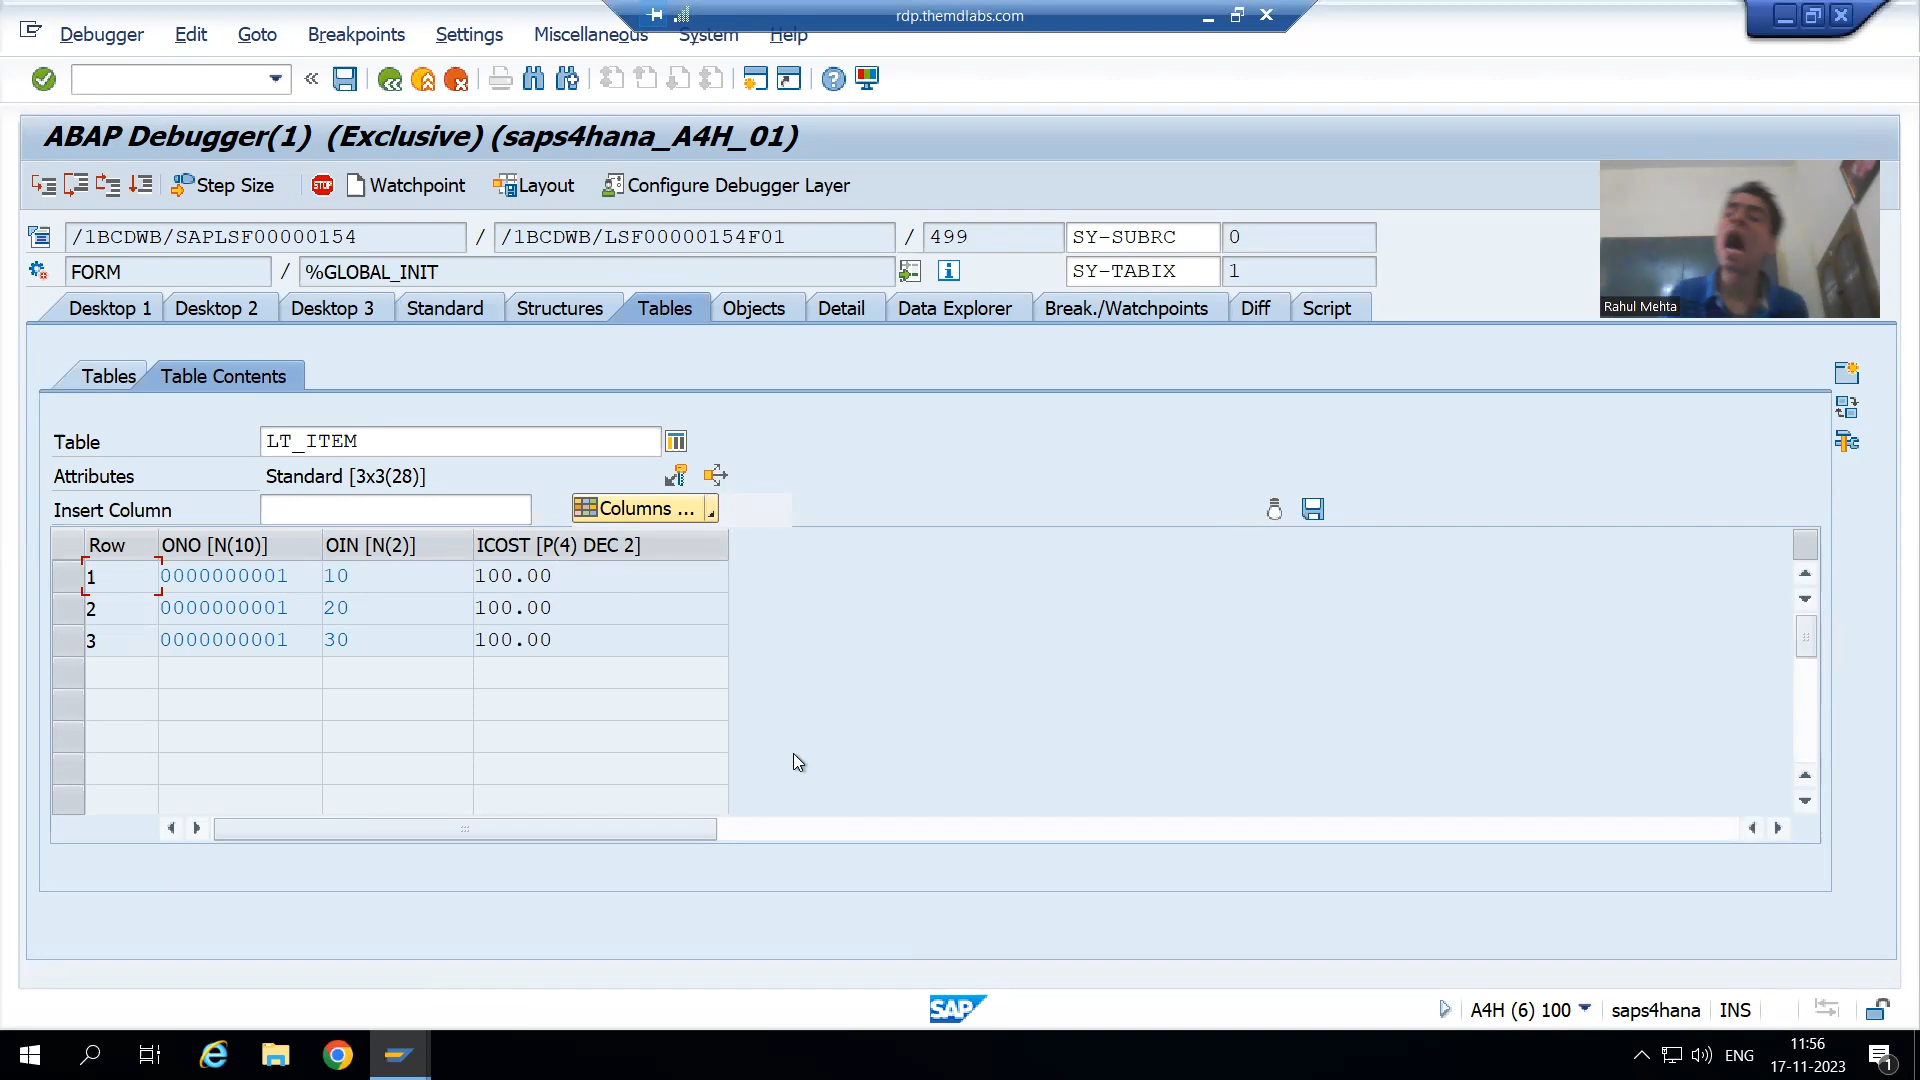 rdp.themdlabs.com
Debugger Edit Goto Breakpoints Settings Miscellaneous System Help
ABAP Debugger(1) (Exclusive) (saps4hana_A4H_01)
Step Size STOP Watchpoint Layout Configure Debugger Layer
/1BCDWB/SAPLSF00000154 / /1BCDWB/LSF00000154F01 / 499 SY-SUBRC 0
FORM / %GLOBAL_INIT SY-TABIX 1
Rahul Mehta
Desktop 1 Desktop 2 Desktop 3 Standard Structures Tables Objects Detail Data Explorer Break./Watchpoints Diff Script
Tables Table Contents
Table LT_ITEM
Attributes Standard [3x3(28)]
Insert Column Columns ...
Row ONO [N(10)] OIN [N(2)] ICOST [P(4) DEC 2]
1 0000000001 10 100.00
2 0000000001 20 100.00
3 0000000001 30 100.00
SAP A4H (6) 100 saps4hana INS
ENG 11:56
17-11-2023 1